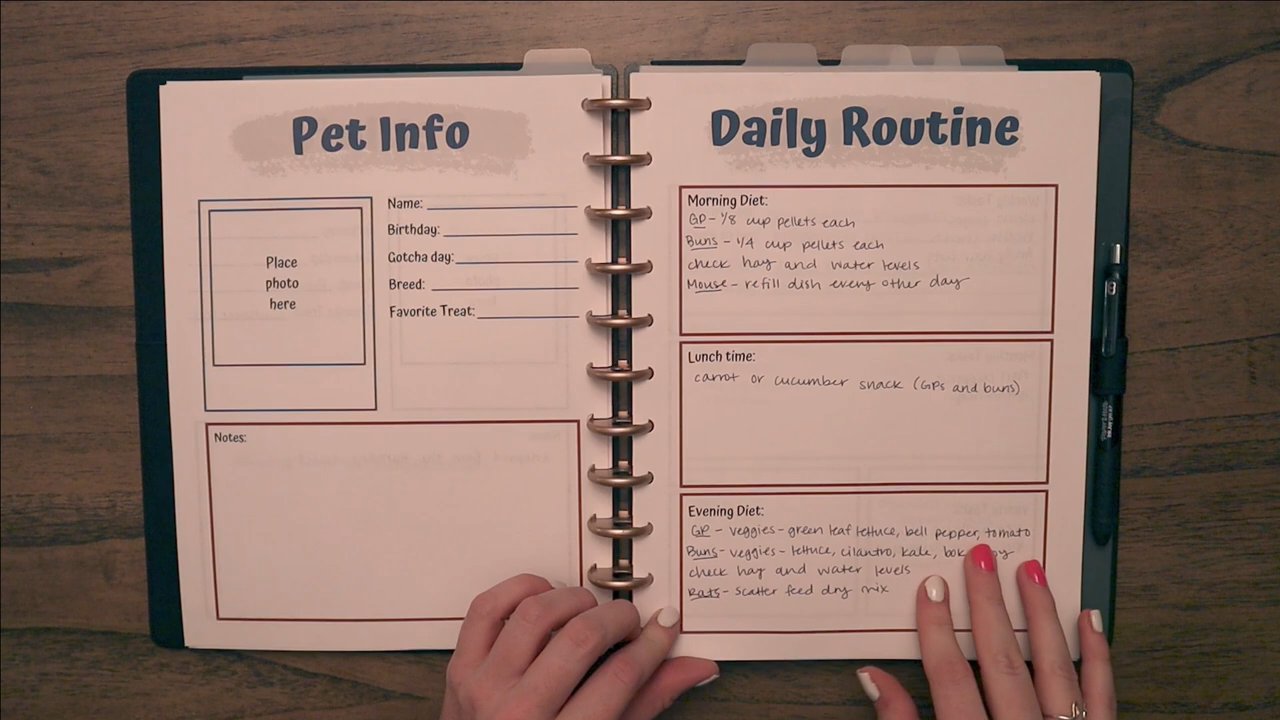 Pet Info
Place
photo
here
Name:
Birthday:
Gotcha day:
Breed:
Favorite Treat:
Notes:
Daily Routine
Morning Diet:
GP - 1/8 cup pellets each
Buns - 1/4 cup pellets each
check hay and water levels
Mouse - refill dish every other day
Lunch time:
carrot or cucumber snack (GPs and buns)
Evening Diet:
GP - veggies - green leaf lettuce, bell pepper, tomato
Buns - veggies - lettuce, cilantro, kale, bok
check hay and water levels
Rats - scatter feed dry mix